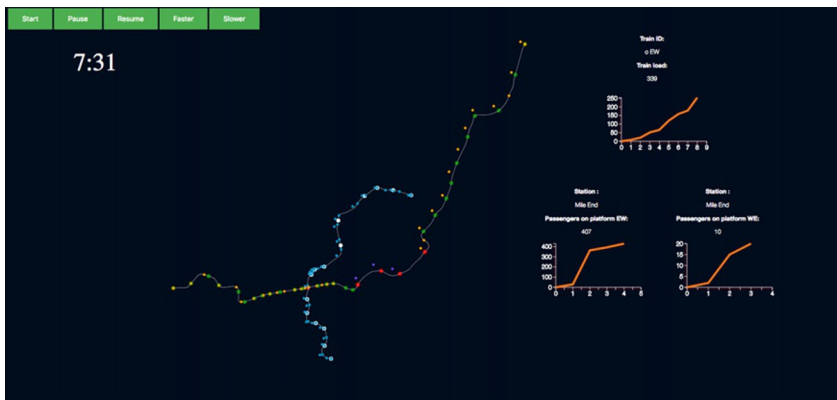 Start Pause Resume Faster Slower
7:31
Train ID:
o EW
Train load:
339
250
200
150
100
50
0
0 1 2 3 4 5 6 7 8 9
Station :
Mile End
Passengers on platform EW:
407
400
300
200
100
0
0 1 2 3 4 5
Station :
Mile End
Passengers on platform WE:
10
20
15
10
5
0
0 1 2 3 4